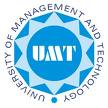 UNIVERSITY OF MANAGEMENT AND TECHNOLOGY
UMT